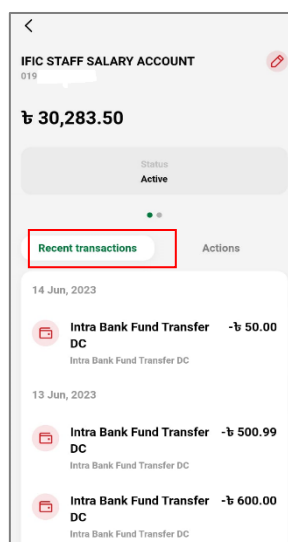 IFIC STAFF SALARY ACCOUNT
019
৳ 30,283.50
Status
Active
Recent transactions Actions
14 Jun, 2023
Intra Bank Fund Transfer -৳ 50.00
DC
Intra Bank Fund Transfer DC
13 Jun, 2023
Intra Bank Fund Transfer -৳ 500.99
DC
Intra Bank Fund Transfer DC
Intra Bank Fund Transfer -৳ 600.00
DC
Intra Bank Fund Transfer DC